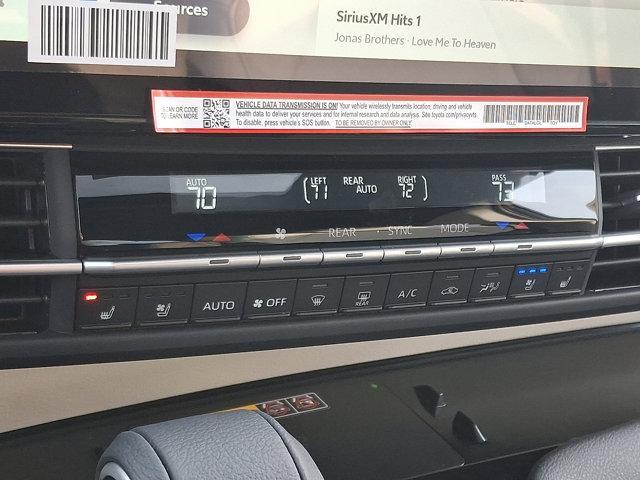 Sources
SiriusXM Hits 1
Jonas Brothers · Love Me To Heaven
SCAN OR CODE
TO LEARN MORE
VEHICLE DATA TRANSMISSION IS ON! Your vehicle wirelessly transmits location, driving and vehicle
health data to deliver your services and for internal research and data analysis. See toyota.com/privacyvts.
To disable, press vehicle's SOS button. TO BE REMOVED BY OWNER ONLY
AUTO
70
LEFT
71
REAR
AUTO
RIGHT
72
PASS
73
REAR
SYNC
MODE
AUTO
OFF
REAR
A/C